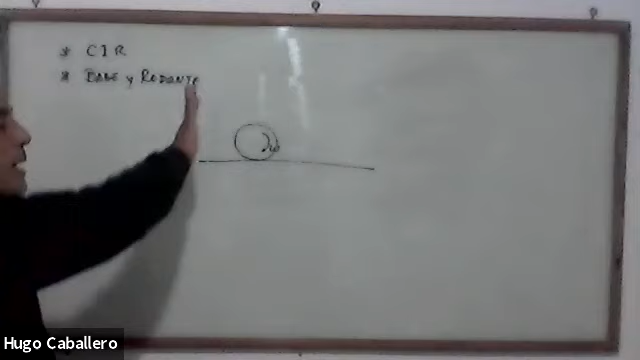 * CIR
* BASE y RODANTE
ω
Hugo Caballero